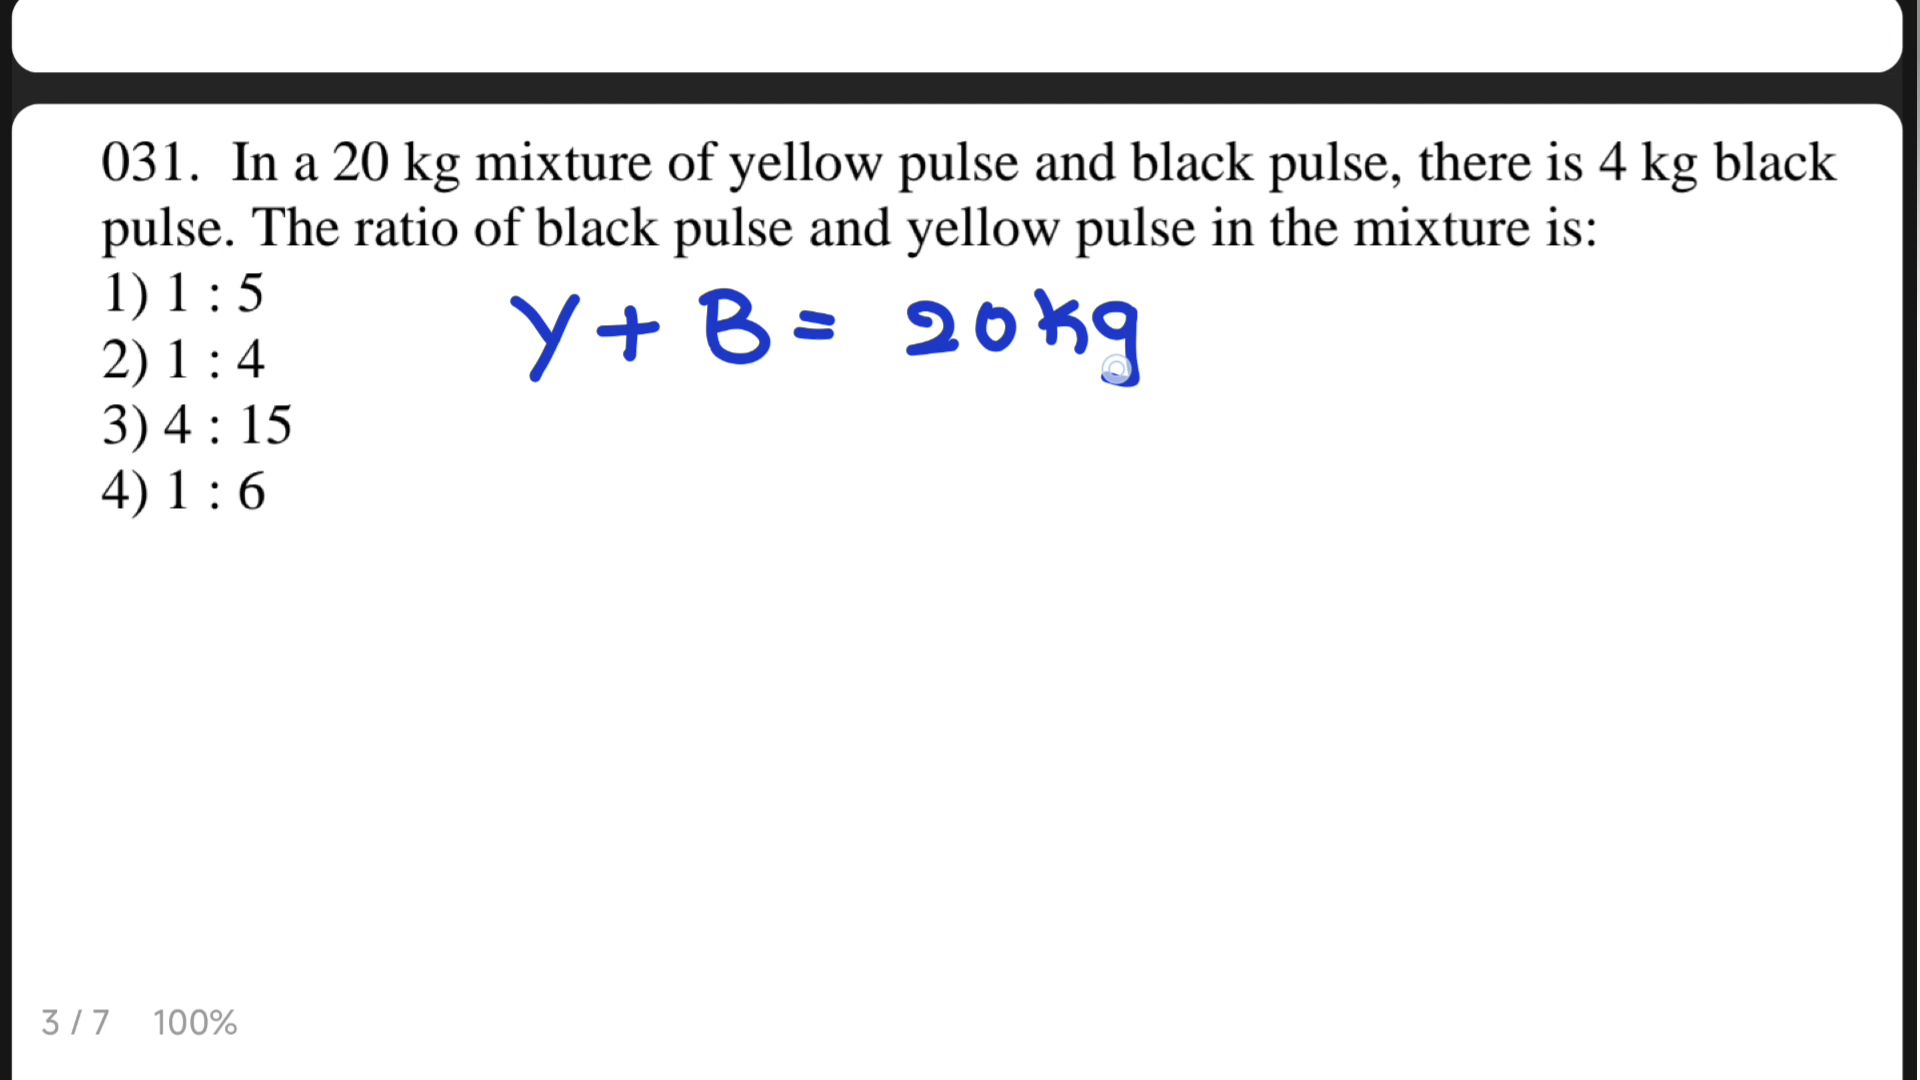 031. In a 20 kg mixture of yellow pulse and black pulse, there is 4 kg black
pulse. The ratio of black pulse and yellow pulse in the mixture is:
1) 1 : 5
2) 1 : 4
3) 4 : 15
4) 1 : 6
Y + B = 20 kg
3 / 7 100%